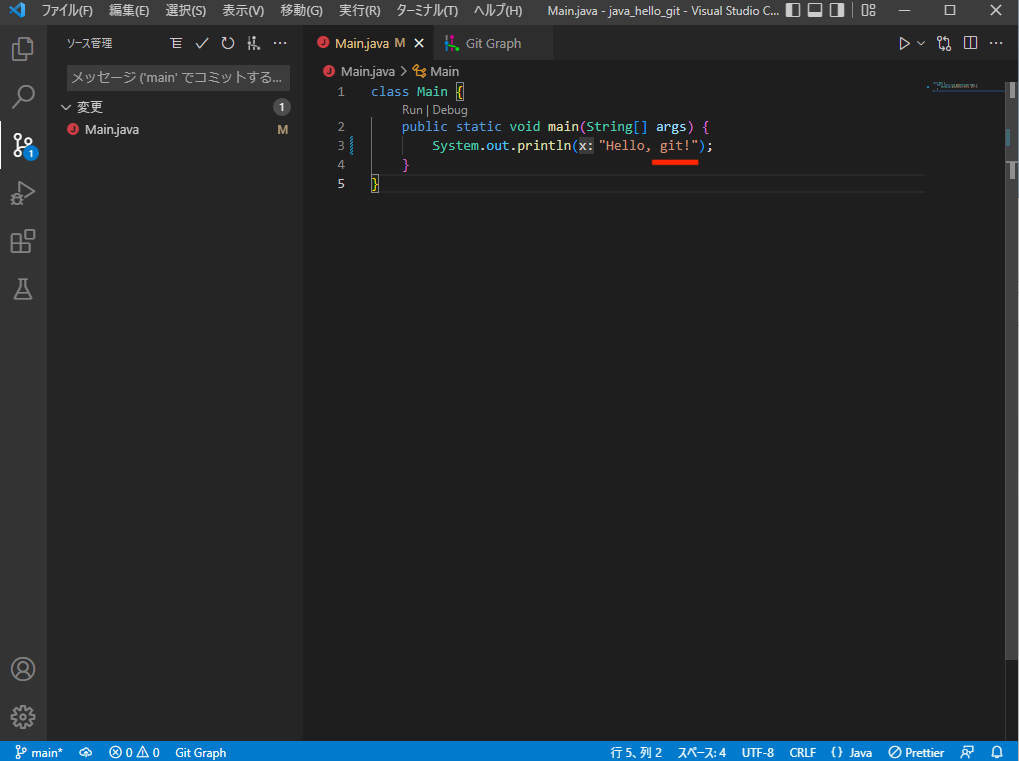 ファイル(F) 編集(E) 選択(S) 表示(V) 移動(G) 実行(R) ターミナル(T) ヘルプ(H) Main.java - java_hello_git - Visual Studio C...
ソース管理
メッセージ ('main' でコミットする...
変更 1
Main.java M
Main.java M Git Graph
Main.java > Main
1 class Main {
Run | Debug
2 public static void main(String[] args) {
3 System.out.println(x: "Hello, git!");
4 }
5 }
1
main* 0 0 Git Graph 行 5、列 2 スペース: 4 UTF-8 CRLF {} Java Prettier